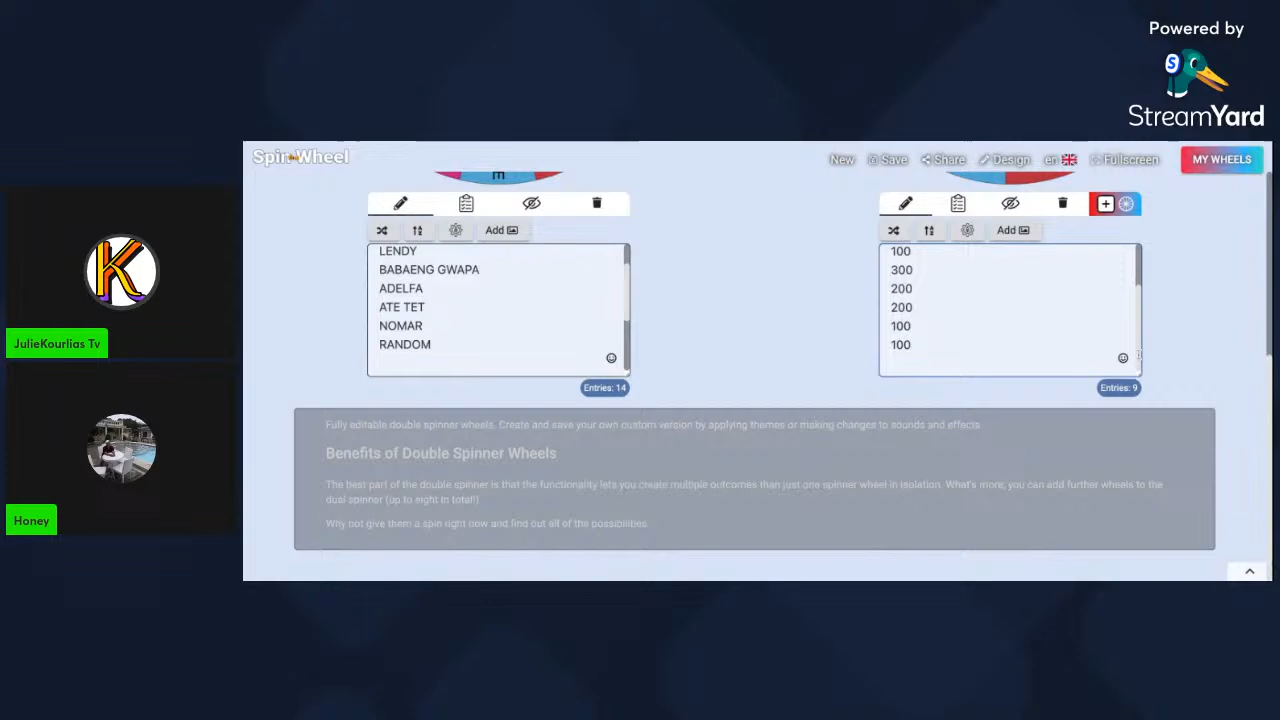 Powered by
StreamYard
Spin Wheel
New Save Share Design en Fullscreen MY WHEELS
m
Add
Add
LENDY
BABAENG GWAPA
ADELFA
ATE TET
NOMAR
RANDOM
Entries: 14
100
300
200
200
100
100
Entries: 9
Fully editable double spinner wheels. Create and save your own custom version by applying themes or making changes to sounds and effects.
Benefits of Double Spinner Wheels
The best part of the double spinner is that the functionality lets you create multiple outcomes than just one spinner wheel in isolation. What's more, you can add further wheels to the
dual spinner (up to eight in total!)
Why not give them a spin right now and find out all of the possibilities.
K
JulieKourlias Tv
Honey